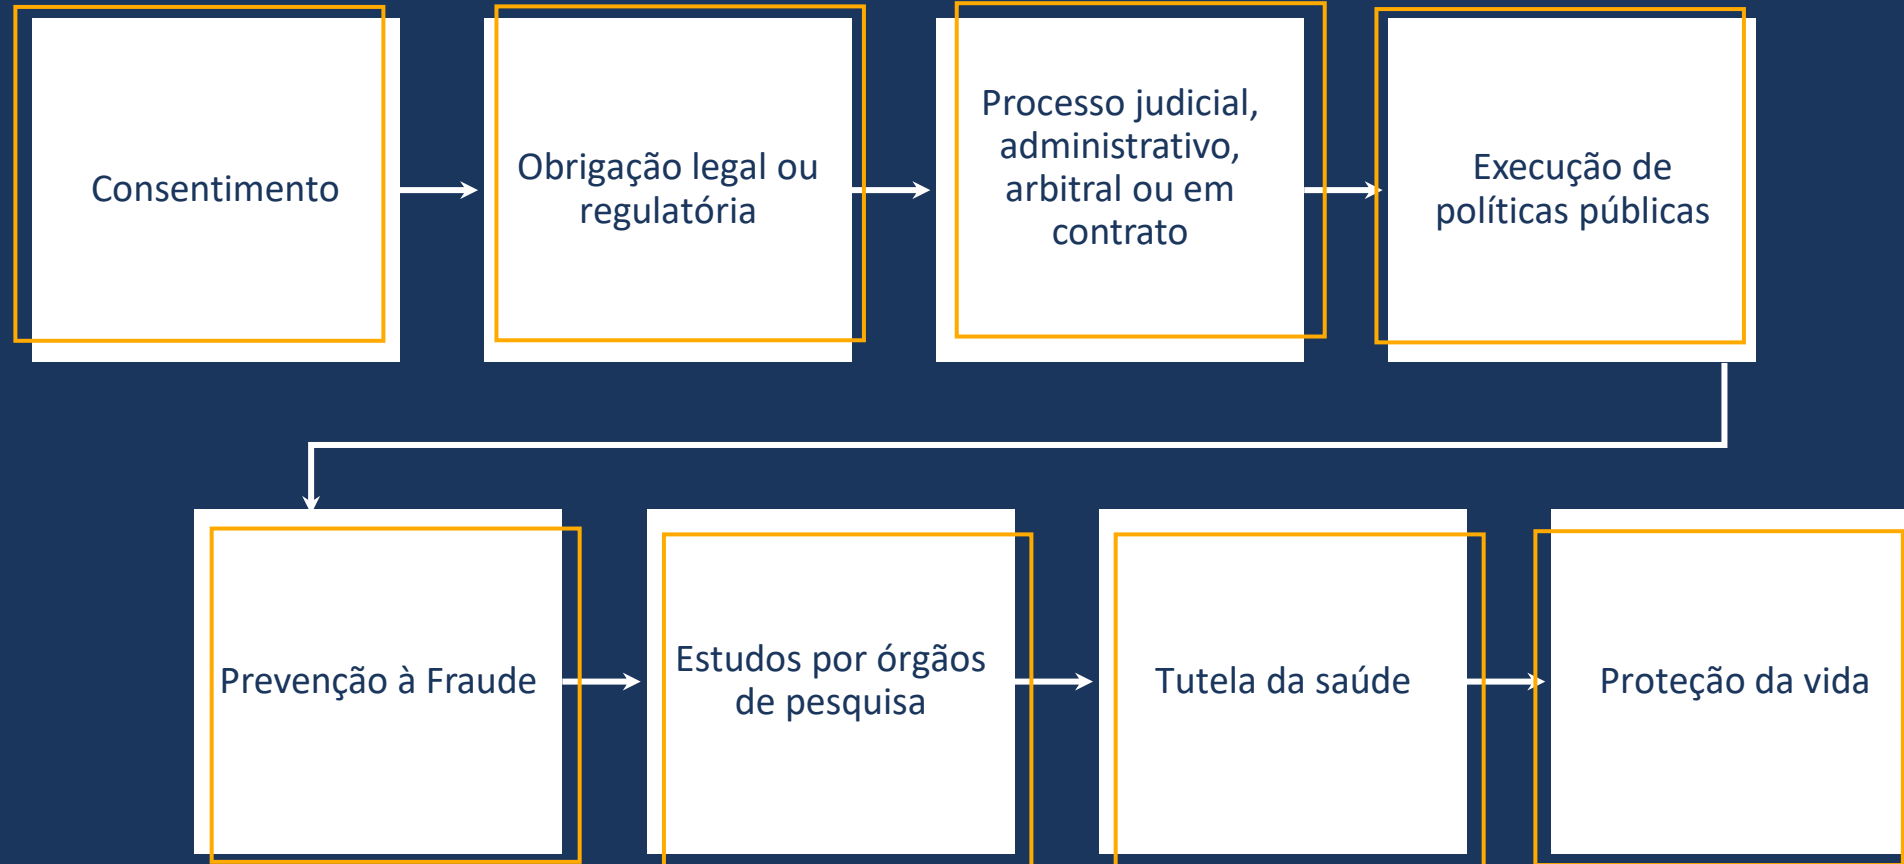 Consentimento
Obrigação legal ou
regulatória
Processo judicial,
administrativo,
arbitral ou em
contrato
Execução de
políticas públicas
Prevenção à Fraude
Estudos por órgãos
de pesquisa
Tutela da saúde
Proteção da vida